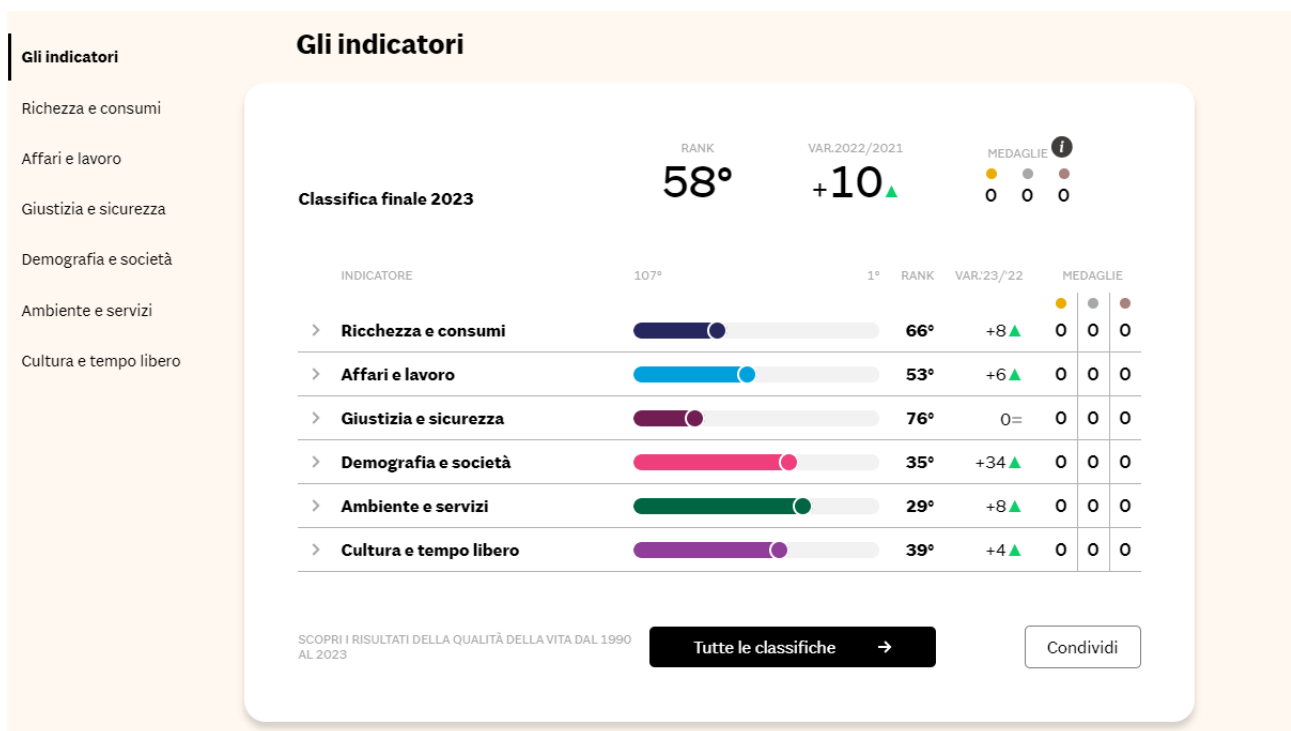 Gli indicatori
Richezza e consumi
Affari e lavoro
Giustizia e sicurezza
Demografia e società
Ambiente e servizi
Cultura e tempo libero
Gli indicatori
RANK VAR.2022/2021 MEDAGLIE i
Classifica finale 2023 58° +10 0 0 0
INDICATORE 107° 1° RANK VAR.'23/'22 MEDAGLIE
Ricchezza e consumi 66° +8 0 0 0
Affari e lavoro 53° +6 0 0 0
Giustizia e sicurezza 76° 0= 0 0 0
Demografia e società 35° +34 0 0 0
Ambiente e servizi 29° +8 0 0 0
Cultura e tempo libero 39° +4 0 0 0
SCOPRI I RISULTATI DELLA QUALITÀ DELLA VITA DAL 1990
AL 2023
Tutte le classifiche →
Condividi